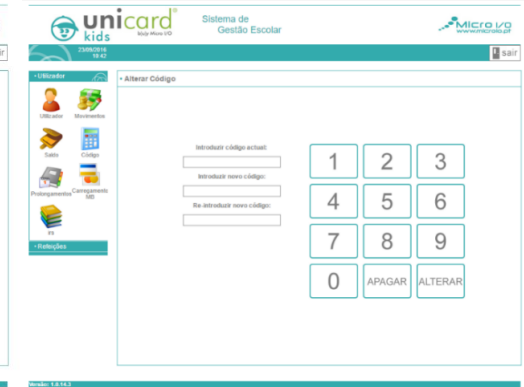 unicard
kids
Kids Micro I/O
Sistema de
Gestão Escolar
Micro I/O
www.microio.pt
23/09/2016
10:42
sair
• Utilizador
Utilizador
Movimentos
Saldo
Código
Prolongamentos
Carregamento
MB
Irs
• Refeições
• Alterar Código
Introduzir código actual:
Introduzir novo código:
Re-introduzir novo código:
1 2 3
4 5 6
7 8 9
0 APAGAR ALTERAR
Versão: 1.0.14.3